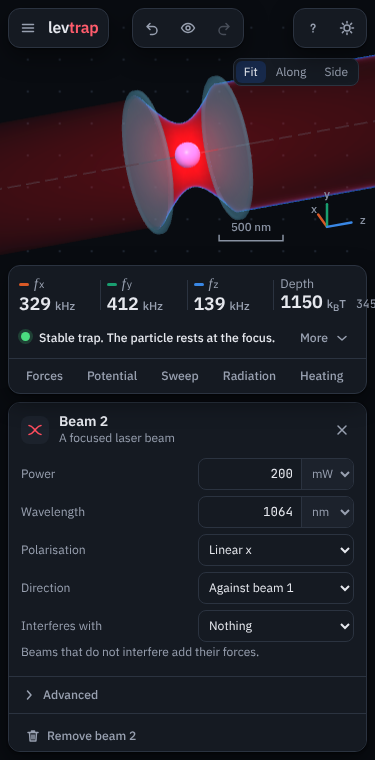 levtrap
?
Fit Along Side
500 nm
x y z
fx fy fz Depth
329 kHz 412 kHz 139 kHz 1150 kBT 345
Stable trap. The particle rests at the focus. More
Forces Potential Sweep Radiation Heating
Beam 2
A focused laser beam
Power 200 mW
Wavelength 1064 nm
Polarisation Linear x
Direction Against beam 1
Interferes with Nothing
Beams that do not interfere add their forces.
Advanced
Remove beam 2